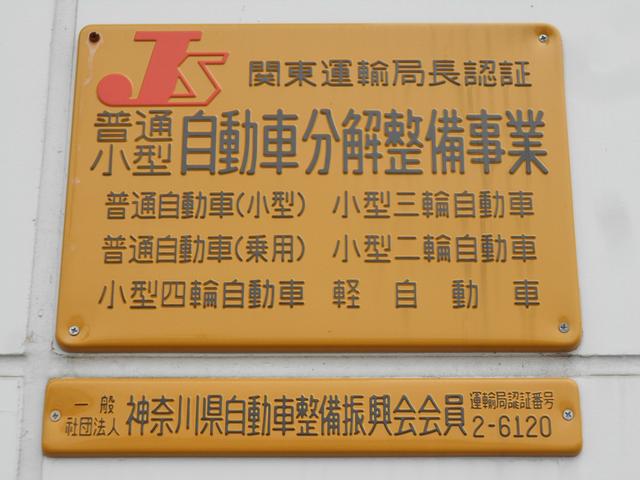 JS 関東運輸局長認証
普通
小型 自動車分解整備事業
普通自動車(小型) 小型三輪自動車
普通自動車(乗用) 小型二輪自動車
小型四輪自動車 軽自動車
一般
社団法人 神奈川県自動車整備振興会会員 運輸局認証番号
2-6120